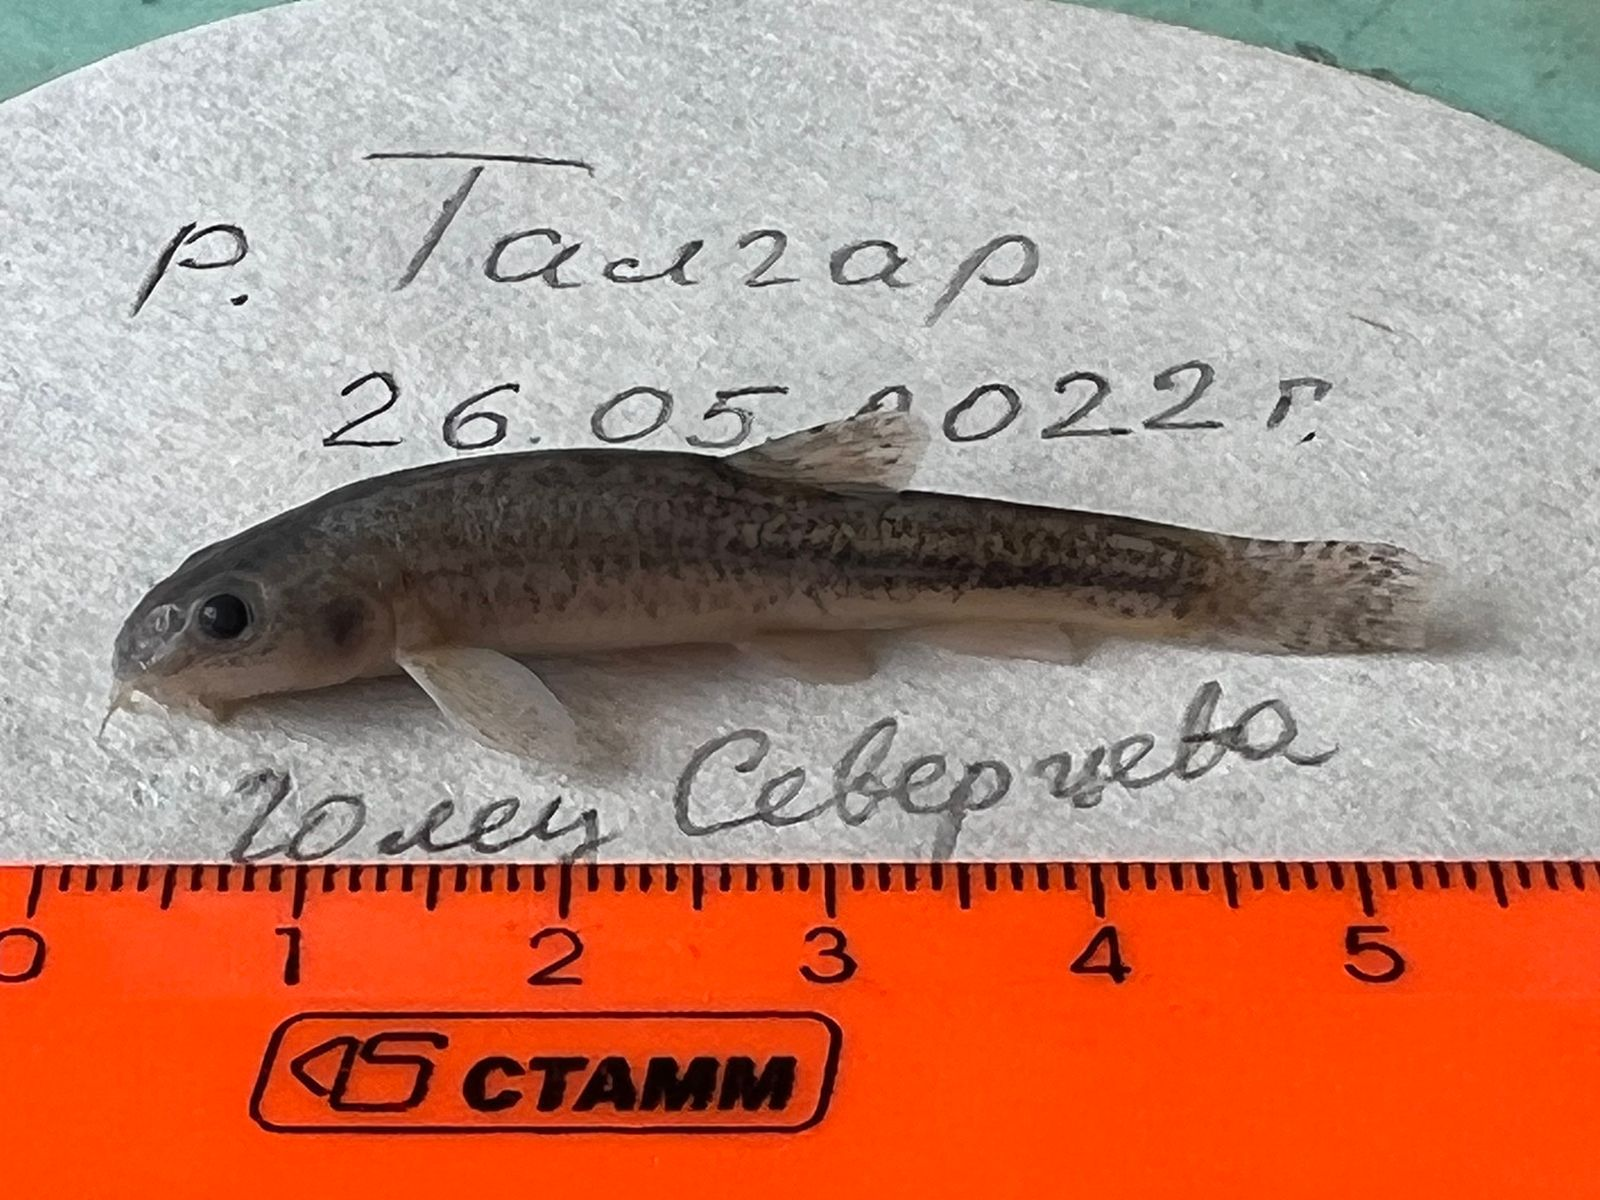 р. Талгар
26.05.2022 г.
Голец Северцева
0 1 2 3 4 5
СТАММ